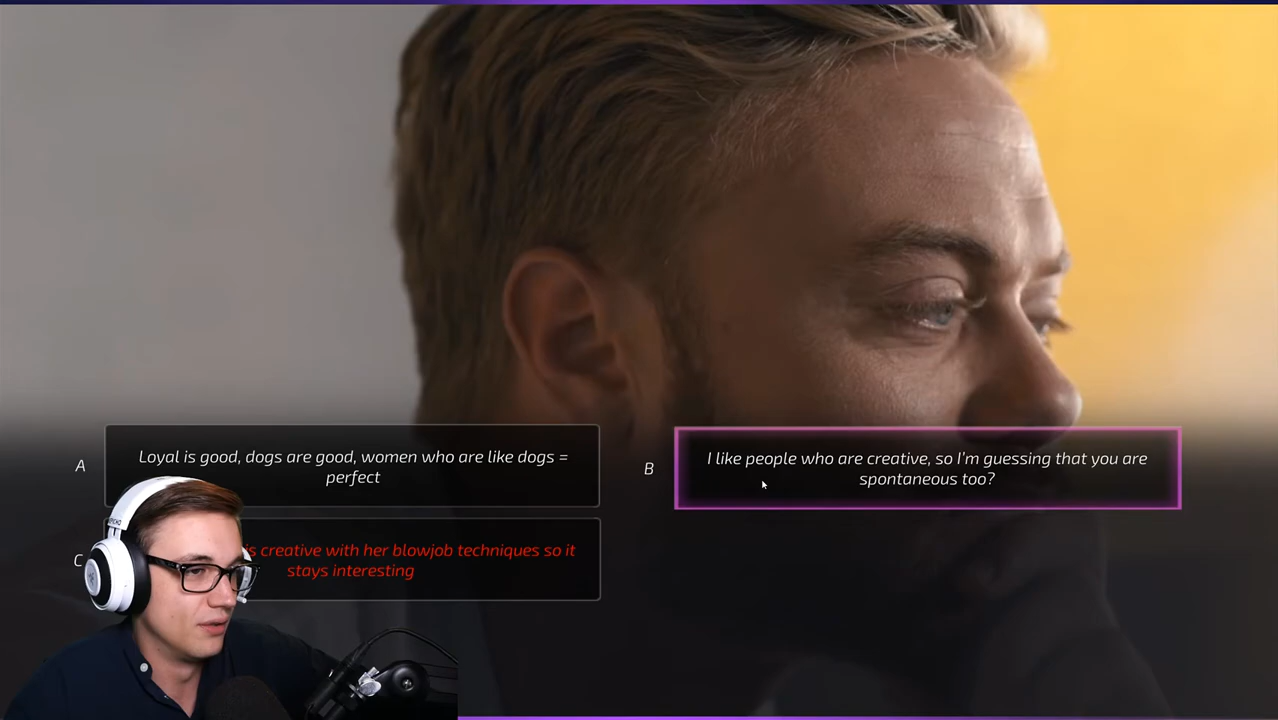 A
Loyal is good, dogs are good, women who are like dogs =
perfect
B
I like people who are creative, so I'm guessing that you are
spontaneous too?
C
is creative with her blowjob techniques so it
stays interesting